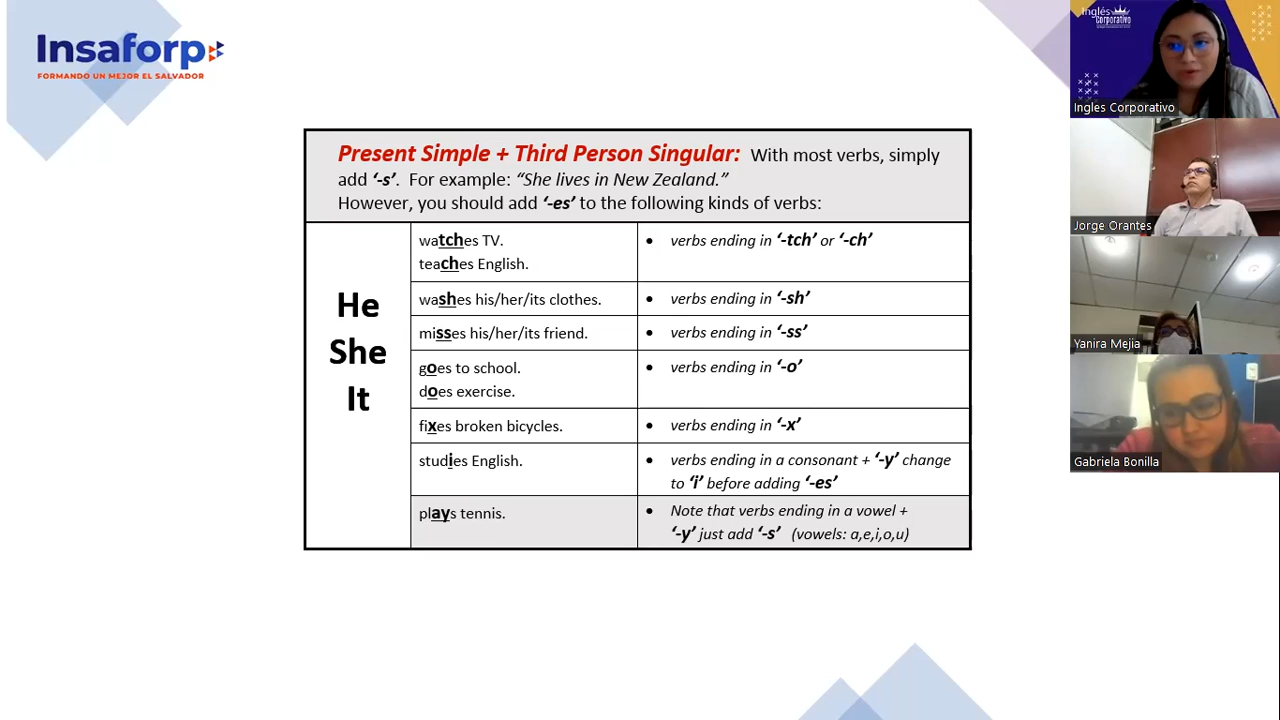 Insaforp
FORMANDO UN MEJOR EL SALVADOR
Present Simple + Third Person Singular: With most verbs, simply
add ‘-s’. For example: “She lives in New Zealand.”
However, you should add ‘-es’ to the following kinds of verbs:
He
She
It
watches TV.
teaches English.
• verbs ending in ‘-tch’ or ‘-ch’
washes his/her/its clothes.
• verbs ending in ‘-sh’
misses his/her/its friend.
• verbs ending in ‘-ss’
goes to school.
does exercise.
• verbs ending in ‘-o’
fixes broken bicycles.
• verbs ending in ‘-x’
studies English.
• verbs ending in a consonant + ‘-y’ change
to ‘i’ before adding ‘-es’
plays tennis.
• Note that verbs ending in a vowel +
‘-y’ just add ‘-s’ (vowels: a,e,i,o,u)
Inglés
Corporativo
Ingles Corporativo
Jorge Orantes
Yanira Mejia
Gabriela Bonilla